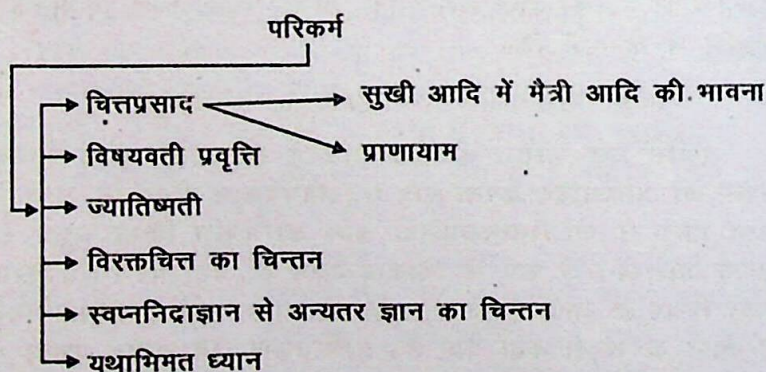 परिकर्म
चित्तप्रसाद सुखी आदि में मैत्री आदि की भावना
प्राणायाम
विषयवती प्रवृत्ति
ज्यातिष्मती
विरक्तचित्त का चिन्तन
स्वप्ननिद्राज्ञान से अन्यतर ज्ञान का चिन्तन
यथाभिमत ध्यान